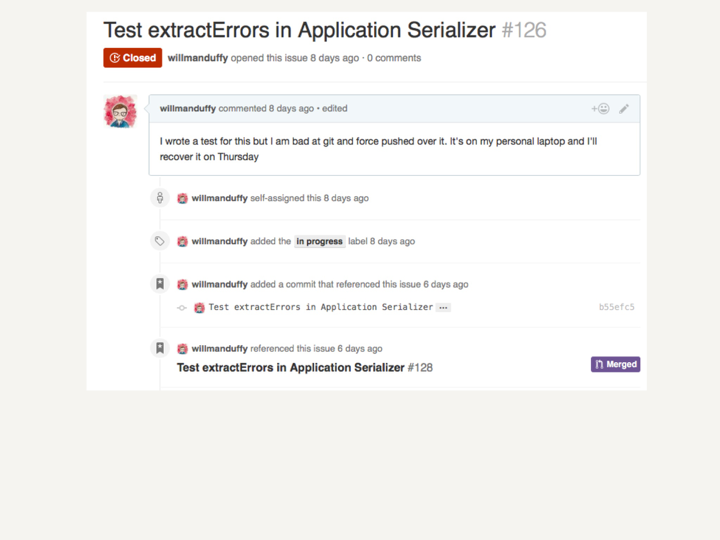 Test extractErrors in Application Serializer #126
Closed willmanduffy opened this issue 8 days ago · 0 comments
willmanduffy commented 8 days ago • edited
I wrote a test for this but I am bad at git and force pushed over it. It's on my personal laptop and I'll
recover it on Thursday
willmanduffy self-assigned this 8 days ago
willmanduffy added the in progress label 8 days ago
willmanduffy added a commit that referenced this issue 6 days ago
Test extractErrors in Application Serializer ... b55efc5
willmanduffy referenced this issue 6 days ago
Test extractErrors in Application Serializer #128 Merged